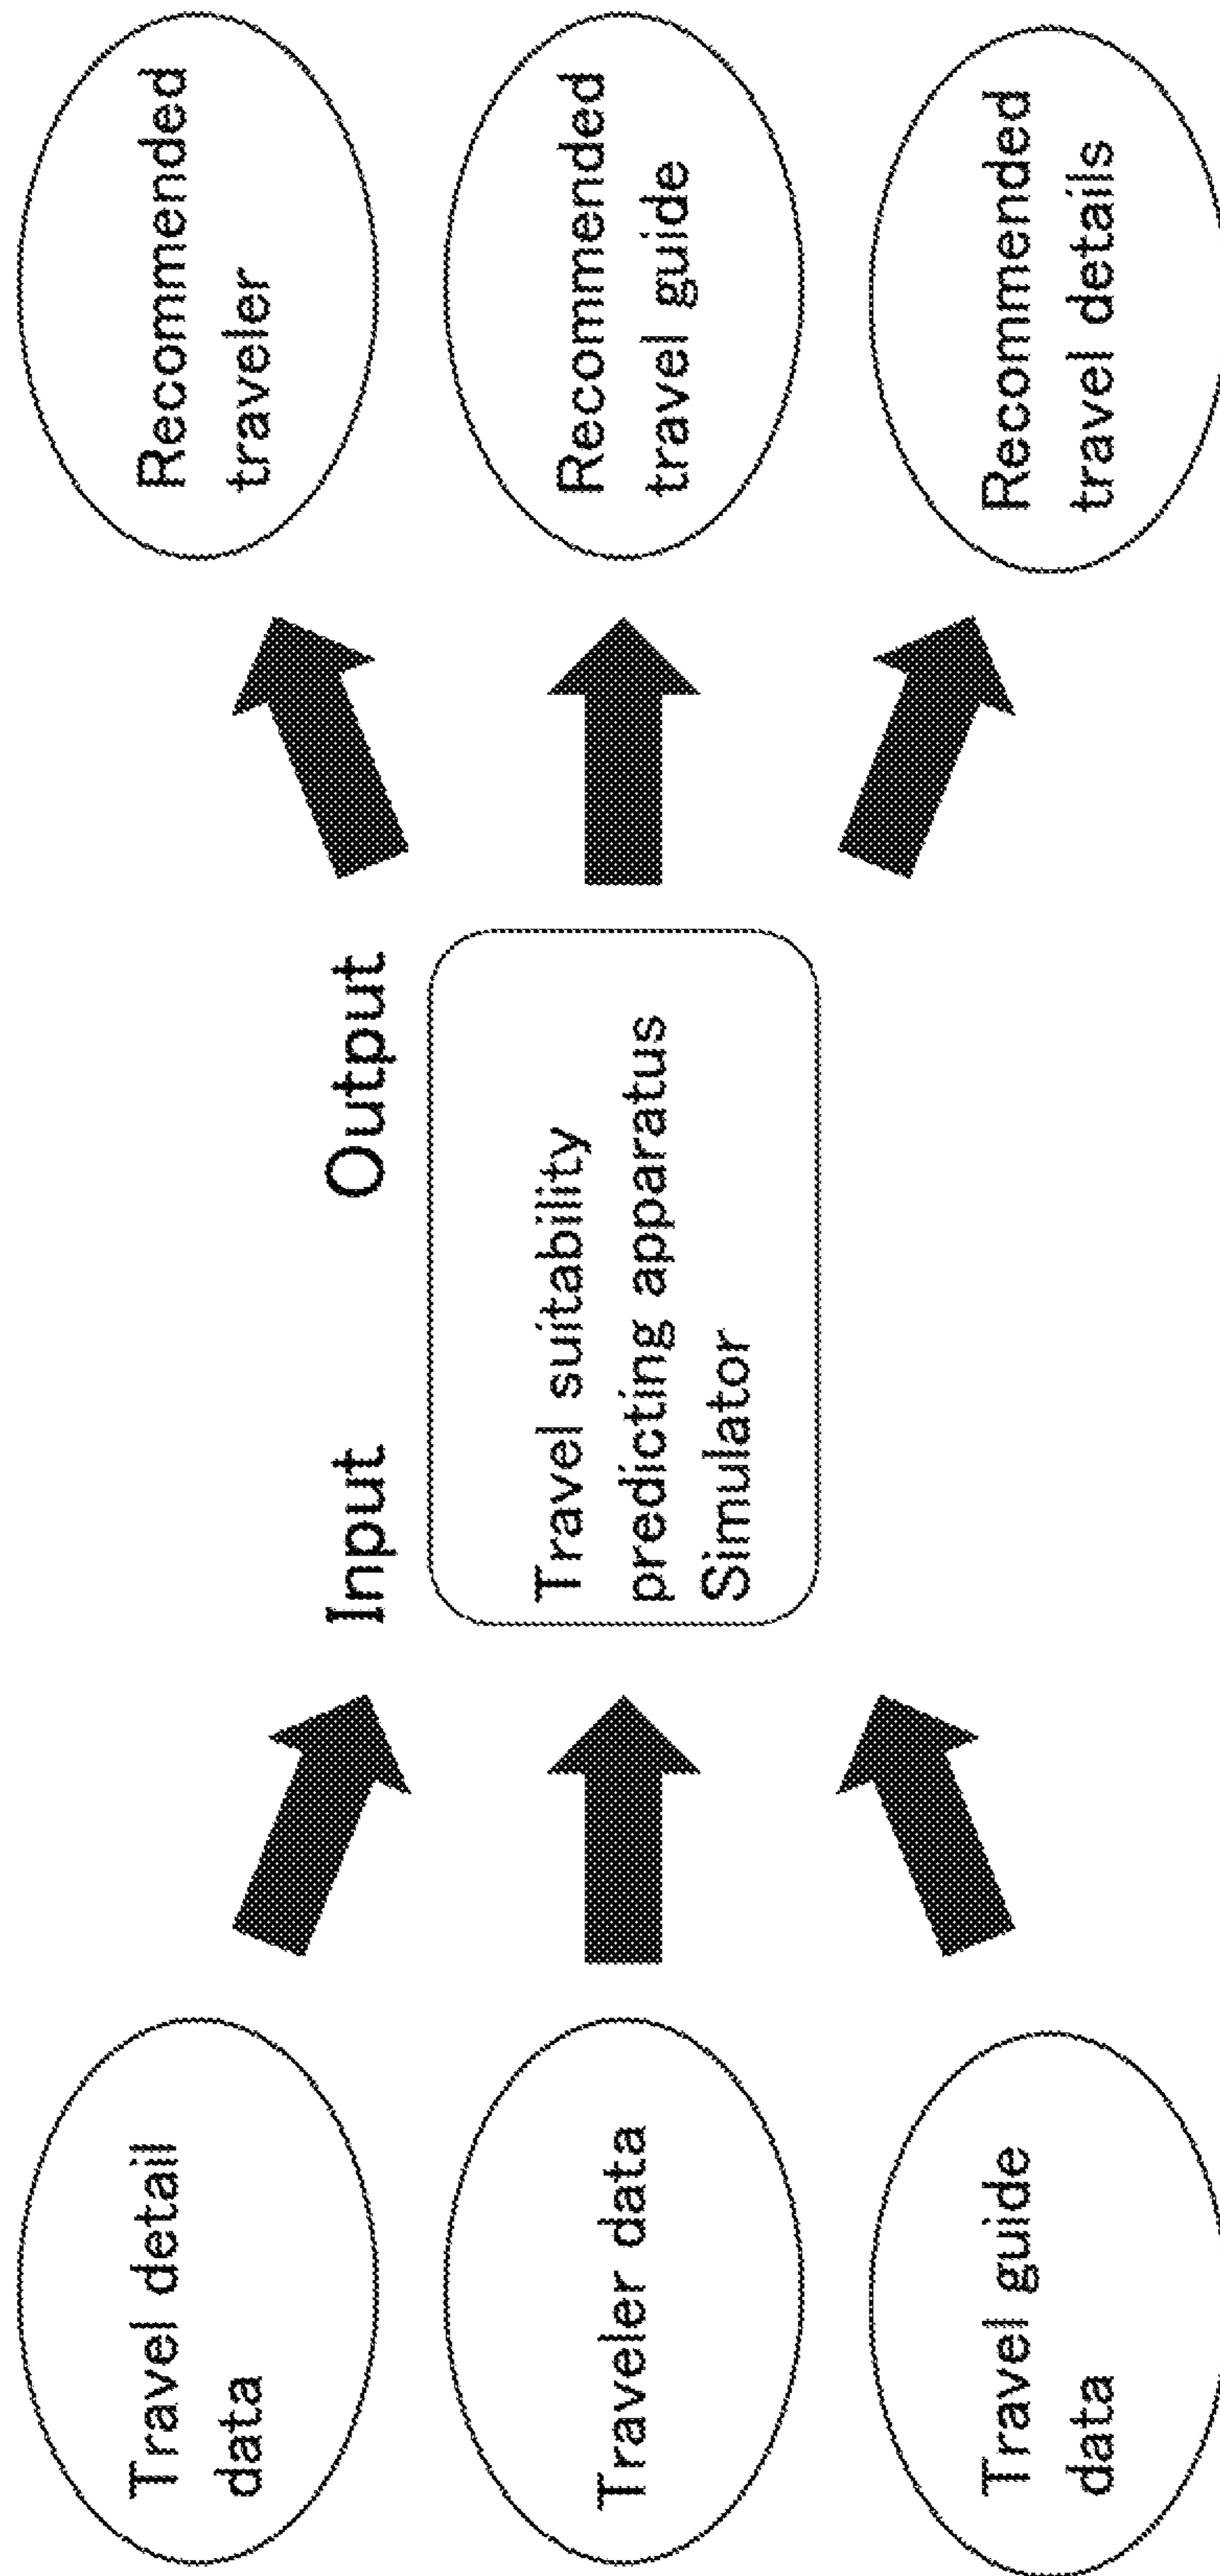 Travel detail
data
Traveler data
Travel guide
data
Input
Output
Travel suitability
predicting apparatus
Simulator
Recommended
traveler
Recommended
travel guide
Recommended
travel details